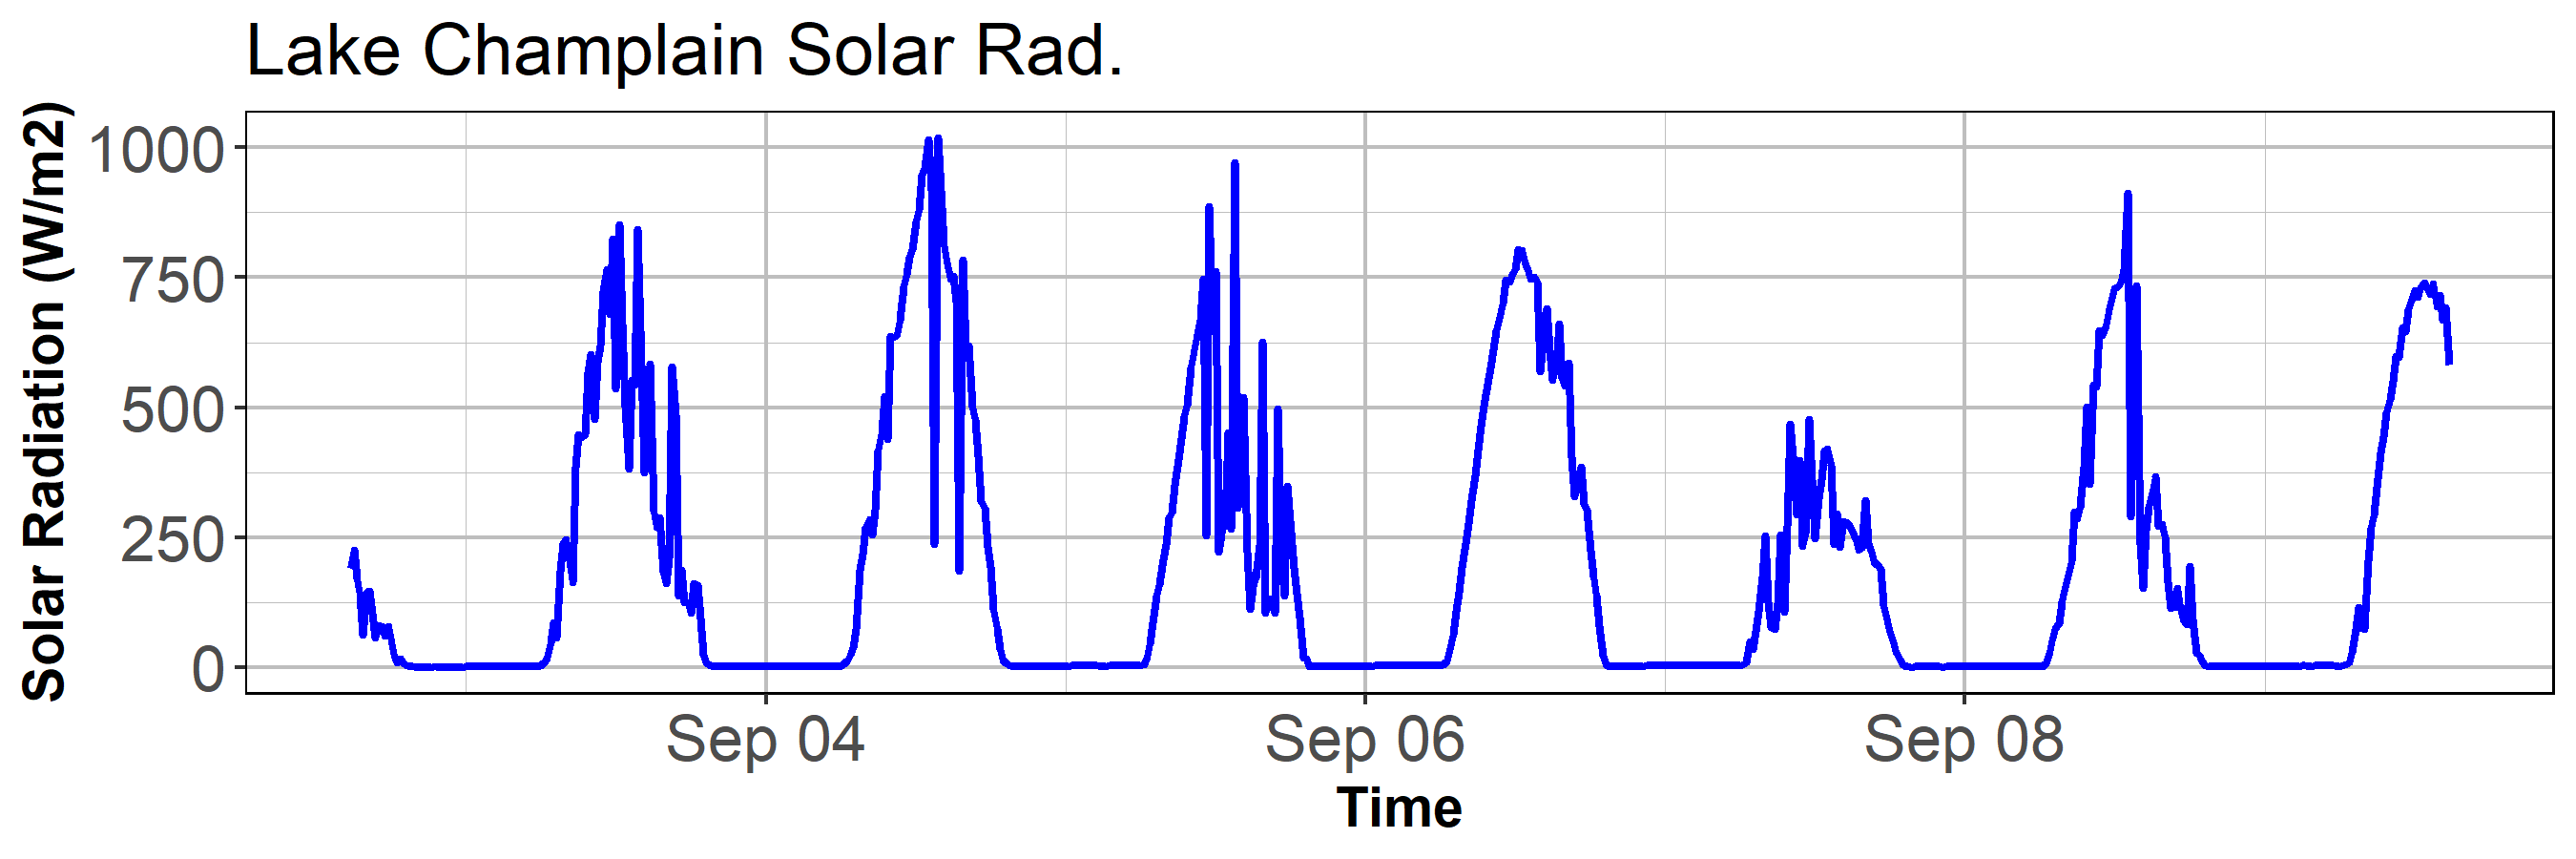 Lake Champlain Solar Rad.
Solar Radiation (W/m2)
1000
750
500
250
0
Sep 04
Sep 06
Sep 08
Time